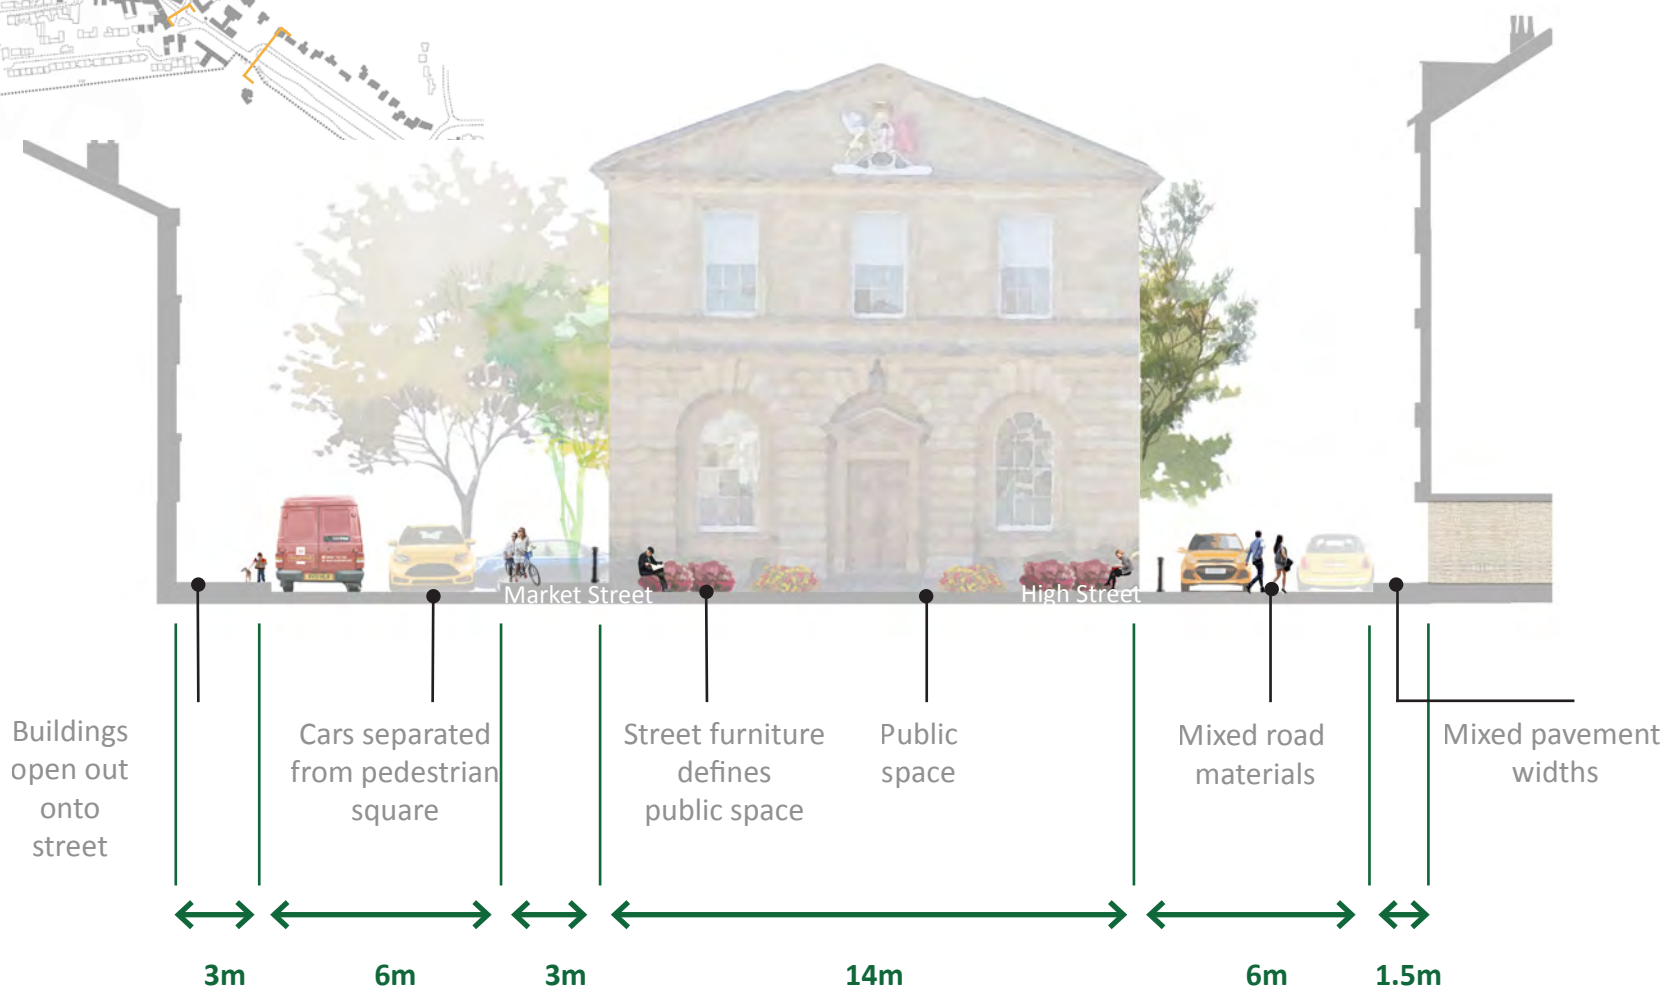 Market Street
High Street
Buildings
open out
onto
street
Cars separated
from pedestrian
square
Street furniture
defines
public space
Public
space
Mixed road
materials
Mixed pavement
widths
3m
6m
3m
14m
6m
1.5m